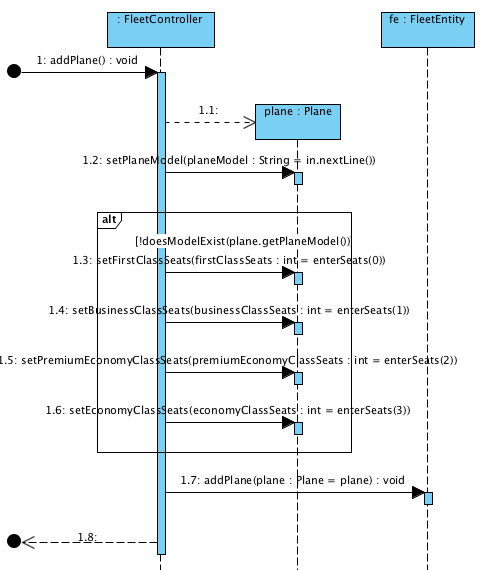 : FleetController
fe : FleetEntity
1: addPlane() : void
1.1:
plane : Plane
1.2: setPlaneModel(planeModel : String = in.nextLine())
alt
[!doesModelExist(plane.getPlaneModel())]
1.3: setFirstClassSeats(firstClassSeats : int = enterSeats(0))
1.4: setBusinessClassSeats(businessClassSeats : int = enterSeats(1))
1.5: setPremiumEconomyClassSeats(premiumEconomyClassSeats : int = enterSeats(2))
1.6: setEconomyClassSeats(economyClassSeats : int = enterSeats(3))
1.7: addPlane(plane : Plane = plane) : void
1.8: